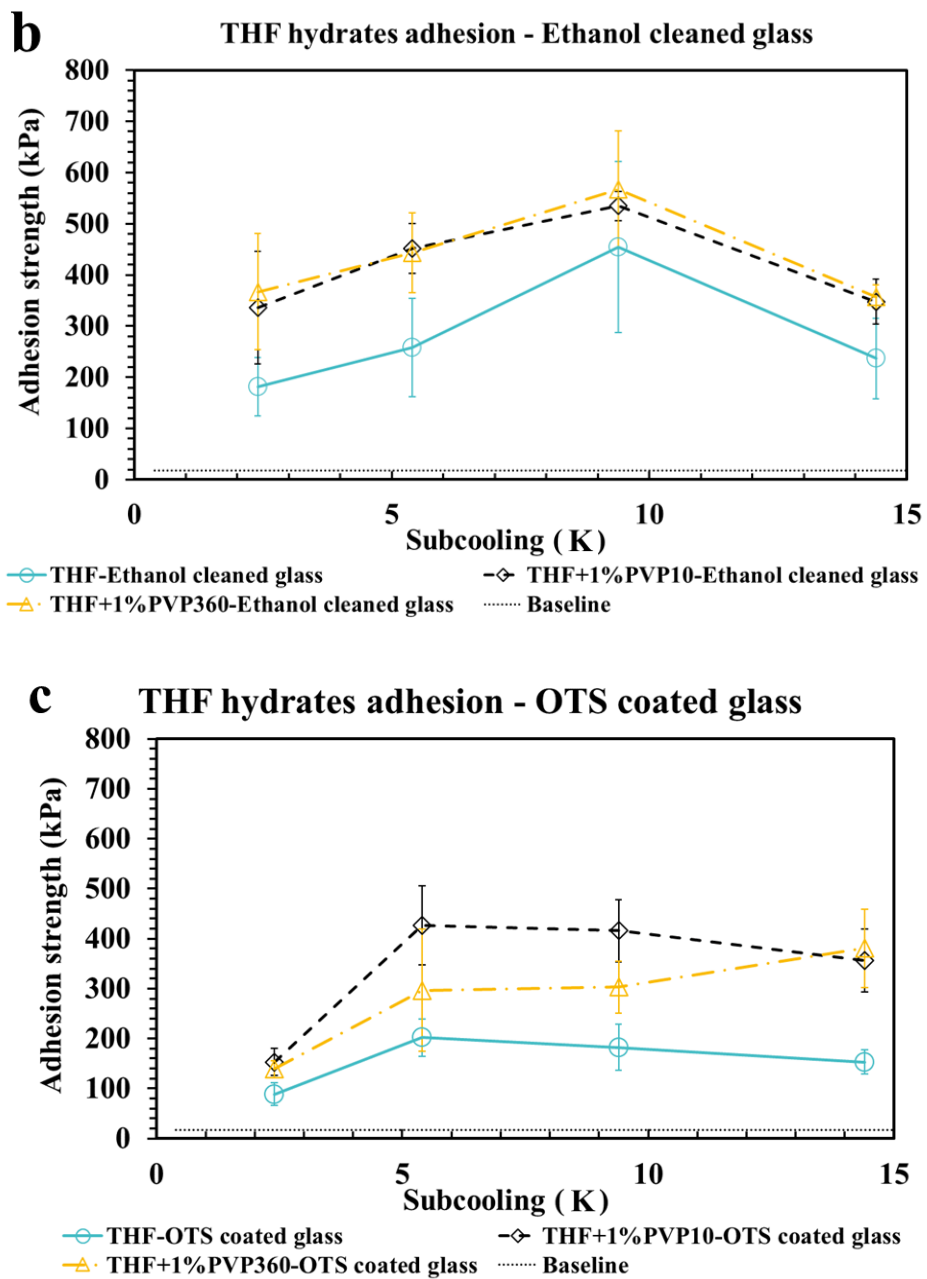 b
THF hydrates adhesion - Ethanol cleaned glass
Adhesion strength (kPa)
800
700
600
500
400
300
200
100
0
0 5 10 15
Subcooling ( K )
THF-Ethanol cleaned glass
THF+1%PVP10-Ethanol cleaned glass
THF+1%PVP360-Ethanol cleaned glass
Baseline
c
THF hydrates adhesion - OTS coated glass
Adhesion strength (kPa)
800
700
600
500
400
300
200
100
0
0 5 10 15
Subcooling ( K )
THF-OTS coated glass
THF+1%PVP10-OTS coated glass
THF+1%PVP360-OTS coated glass
Baseline